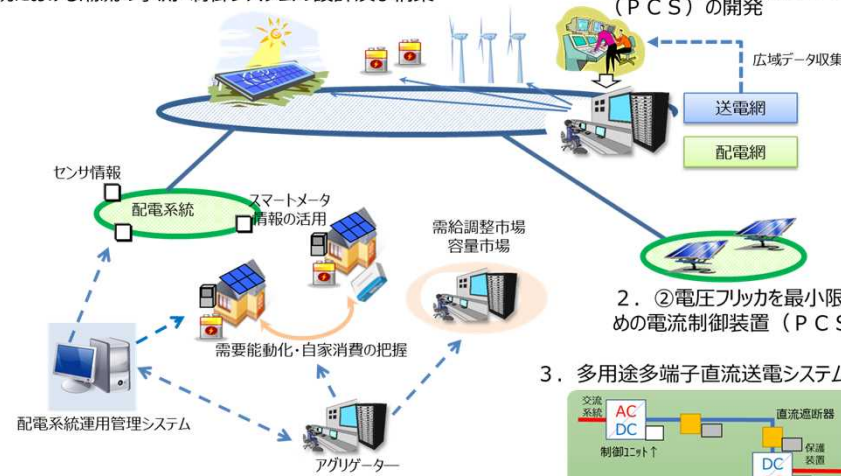 （ＰＣＳ）の開発
広域データ収集
送電網
配電網
センサ情報
配電系統
スマートメータ
情報の活用
需給調整市場
容量市場
２．②電圧フリッカを最小限
めの電流制御装置（ＰＣＳ
需要能動化・自家消費の把握
配電系統運用管理システム
アグリゲーター
３．多用途多端子直流送電システム
交流
系統
AC
DC
直流遮断器
制御ユニット↑
保護
装置
DC